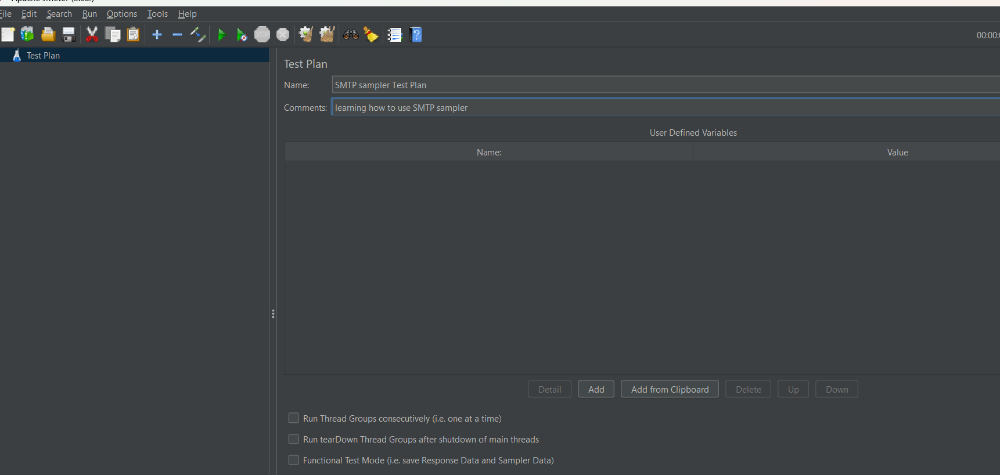 File Edit Search Run Options Tools Help
STOP
00:00:
Test Plan
Test Plan
Name: SMTP sampler Test Plan
Comments: learning how to use SMTP sampler
User Defined Variables
Name: Value
Detail Add Add from Clipboard Delete Up Down
Run Thread Groups consecutively (i.e. one at a time)
Run tearDown Thread Groups after shutdown of main threads
Functional Test Mode (i.e. save Response Data and Sampler Data)